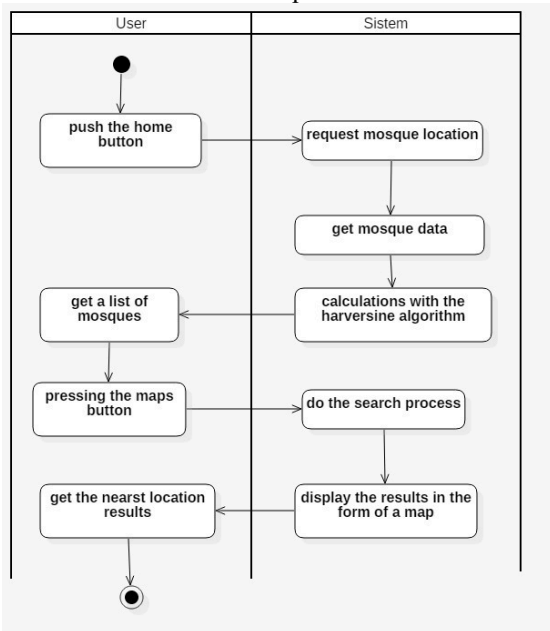 User
Sistem
push the home
button
request mosque location
get mosque data
calculations with the
harversine algorithm
get a list of
mosques
pressing the maps
button
do the search process
display the results in the
form of a map
get the nearst location
results